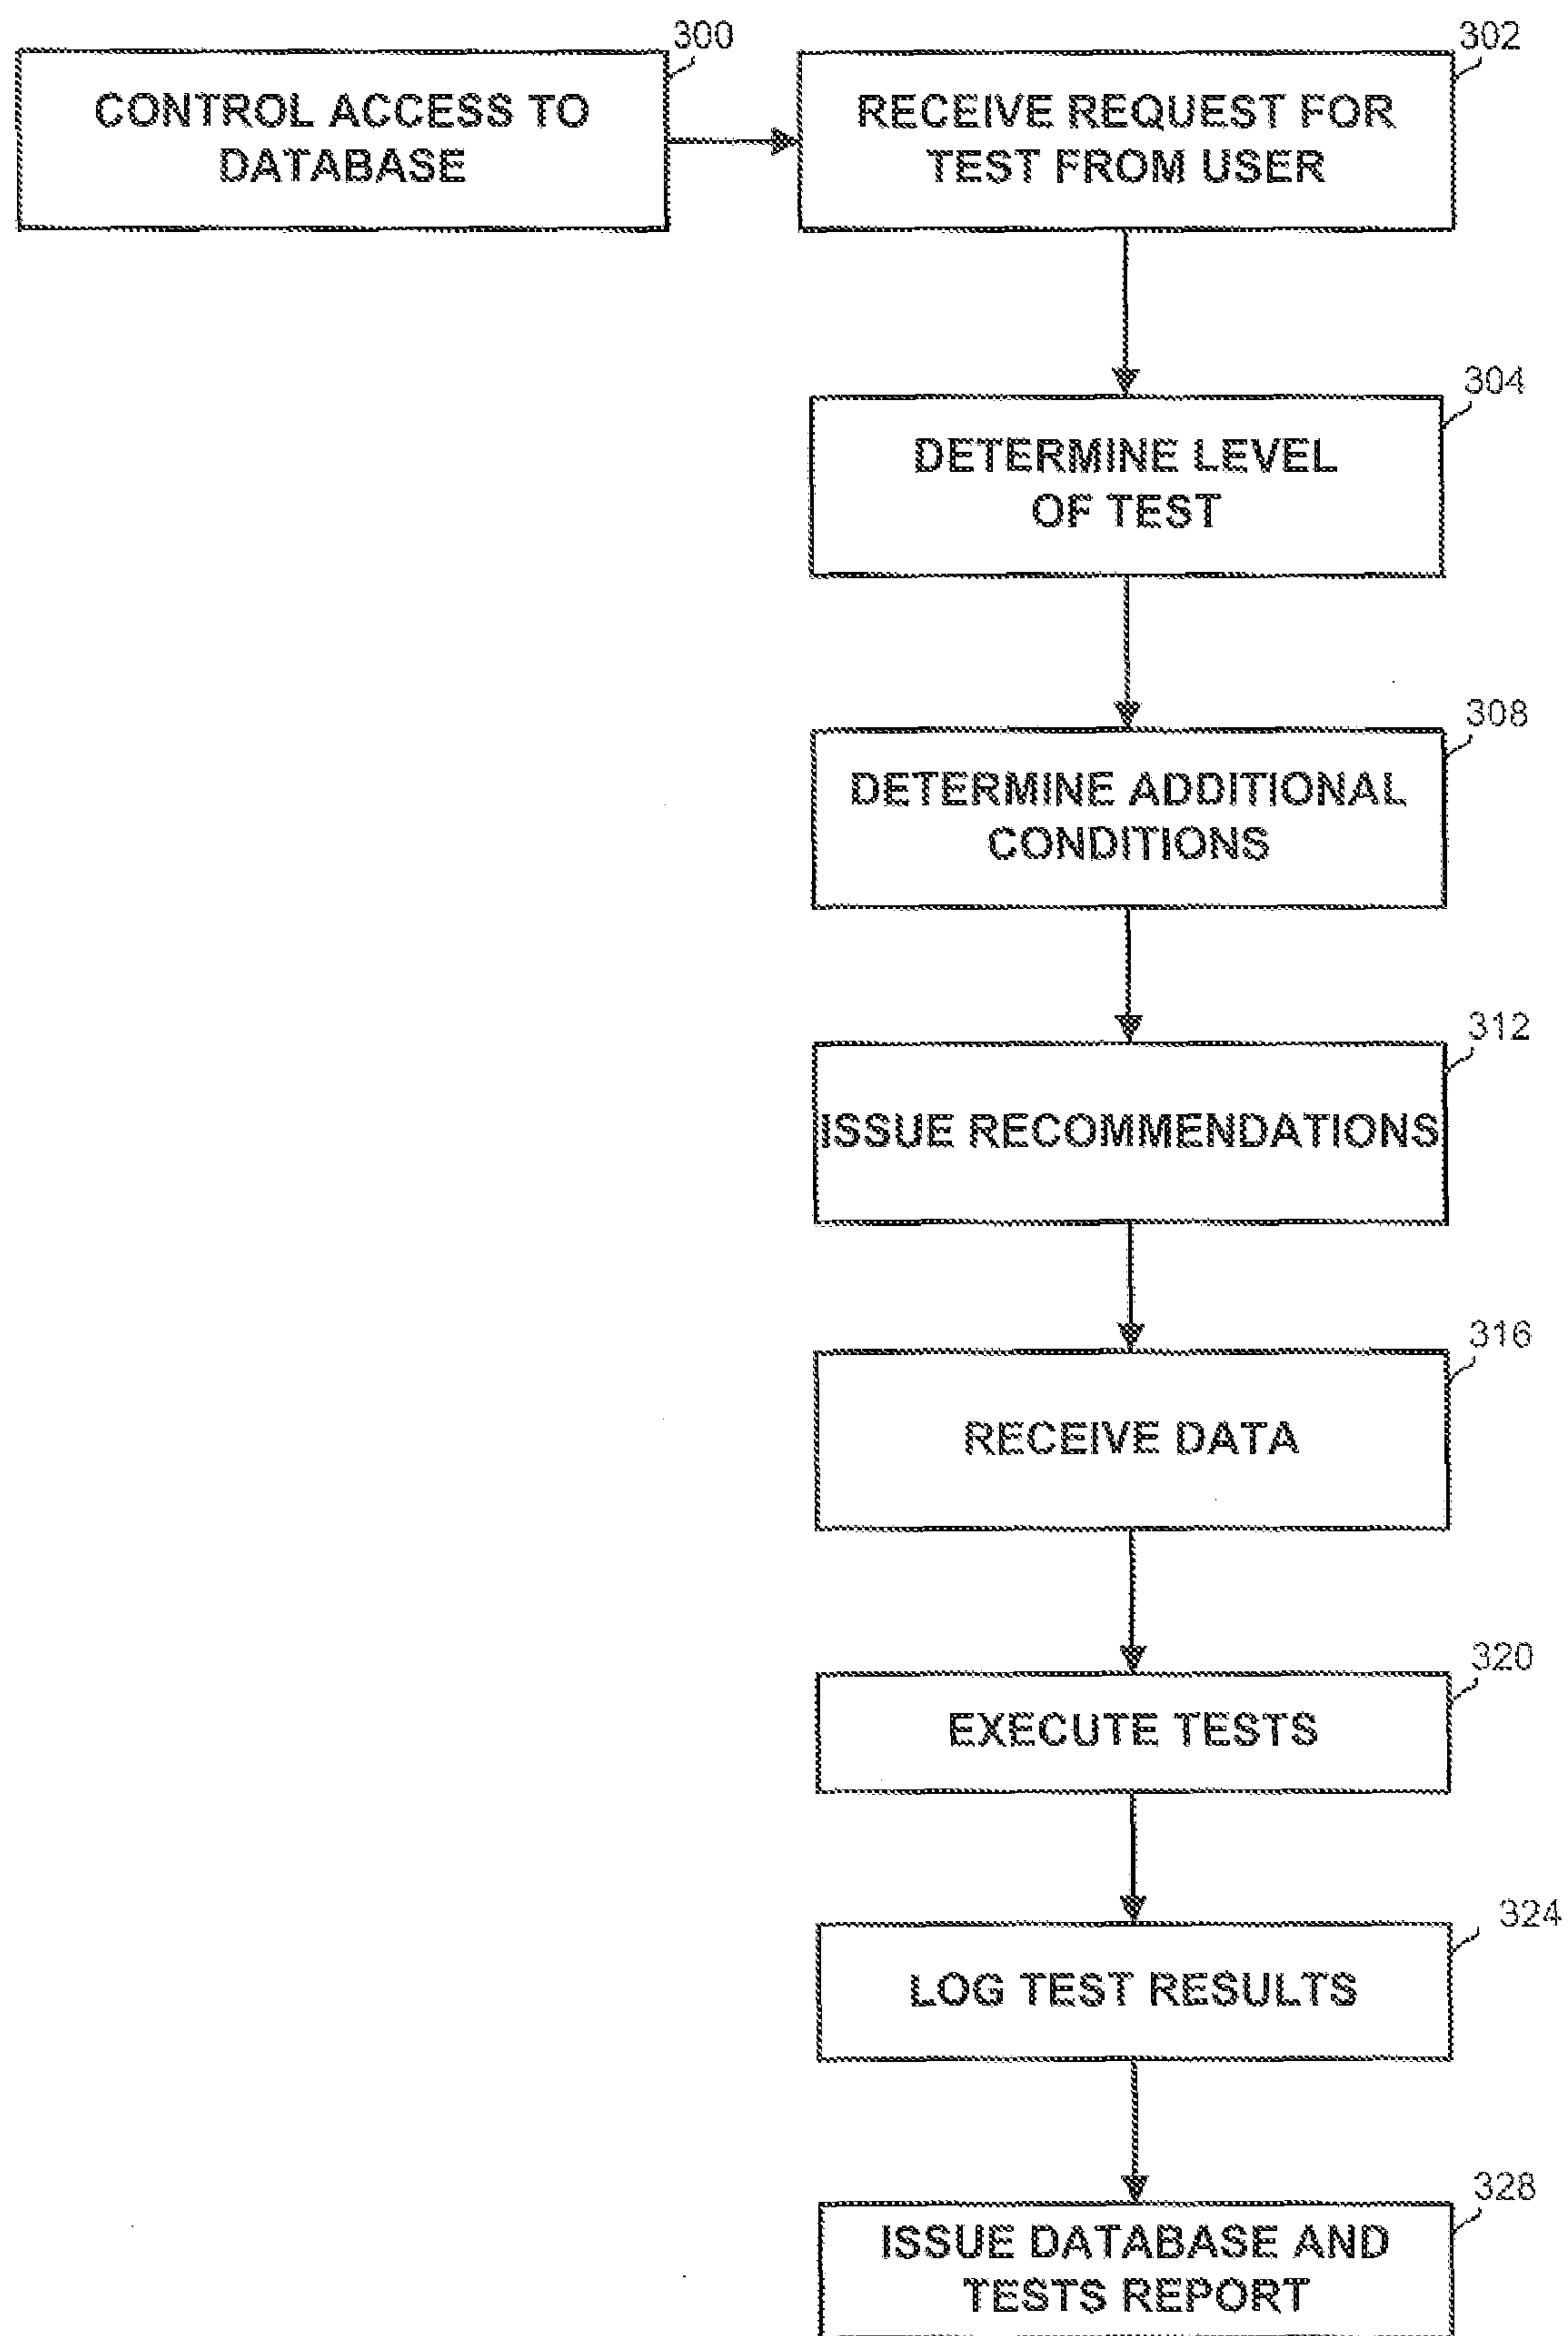 300
CONTROL ACCESS TO
DATABASE
302
RECEIVE REQUEST FOR
TEST FROM USER
304
DETERMINE LEVEL
OF TEST
308
DETERMINE ADDITIONAL
CONDITIONS
312
ISSUE RECOMMENDATIONS
316
RECEIVE DATA
320
EXECUTE TESTS
324
LOG TEST RESULTS
328
ISSUE DATABASE AND
TESTS REPORT